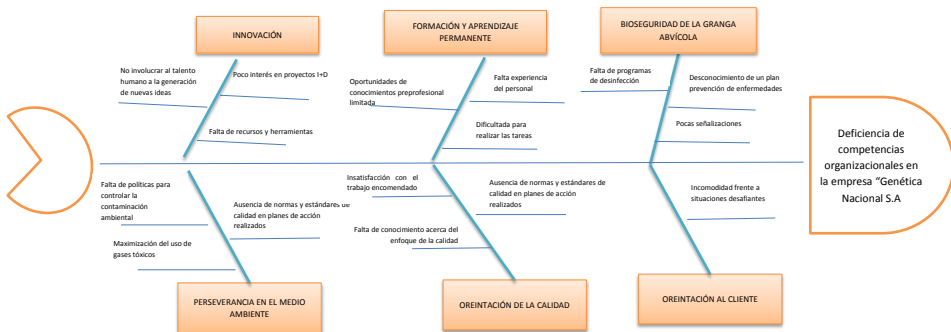 INNOVACIÓN
FORMACIÓN Y APRENDIZAJE
PERMANENTE
BIOSEGURIDAD DE LA GRANGA
ABVÍCOLA
No involucrar al talento
humano a la generación
de nuevas ideas
Poco interés en proyectos I+D
Falta de recursos y herramientas
Oportunidades de
conocimientos preprofesional
limitada
Falta experiencia
del personal
Dificultada para
realizar las tareas
Falta de programas
de desinfección
Desconocimiento de un plan
prevención de enfermedades
Pocas señalizaciones
Deficiencia de
competencias
organizacionales en
la empresa “Genética
Nacional S.A
Falta de políticas para
controlar la
contaminación
ambiental
Maximización del uso de
gases tóxicos
Ausencia de normas y estándares de
calidad en planes de acción
realizados
Insatisfacción con el
trabajo encomendado
Falta de conocimiento acerca del
enfoque de la calidad
Ausencia de normas y estándares de
calidad en planes de acción
realizados
Incomodidad frente a
situaciones desafiantes
PERSEVERANCIA EN EL MEDIO
AMBIENTE
OREINTACIÓN DE LA CALIDAD
OREINTACIÓN AL CLIENTE